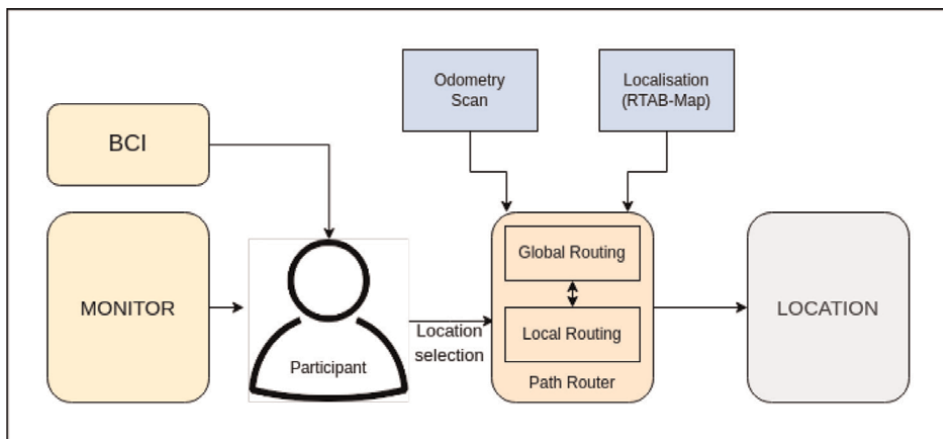 Odometry
Scan
Localisation
(RTAB-Map)
BCI
MONITOR
Participant
Location
selection
Global Routing
Local Routing
Path Router
LOCATION